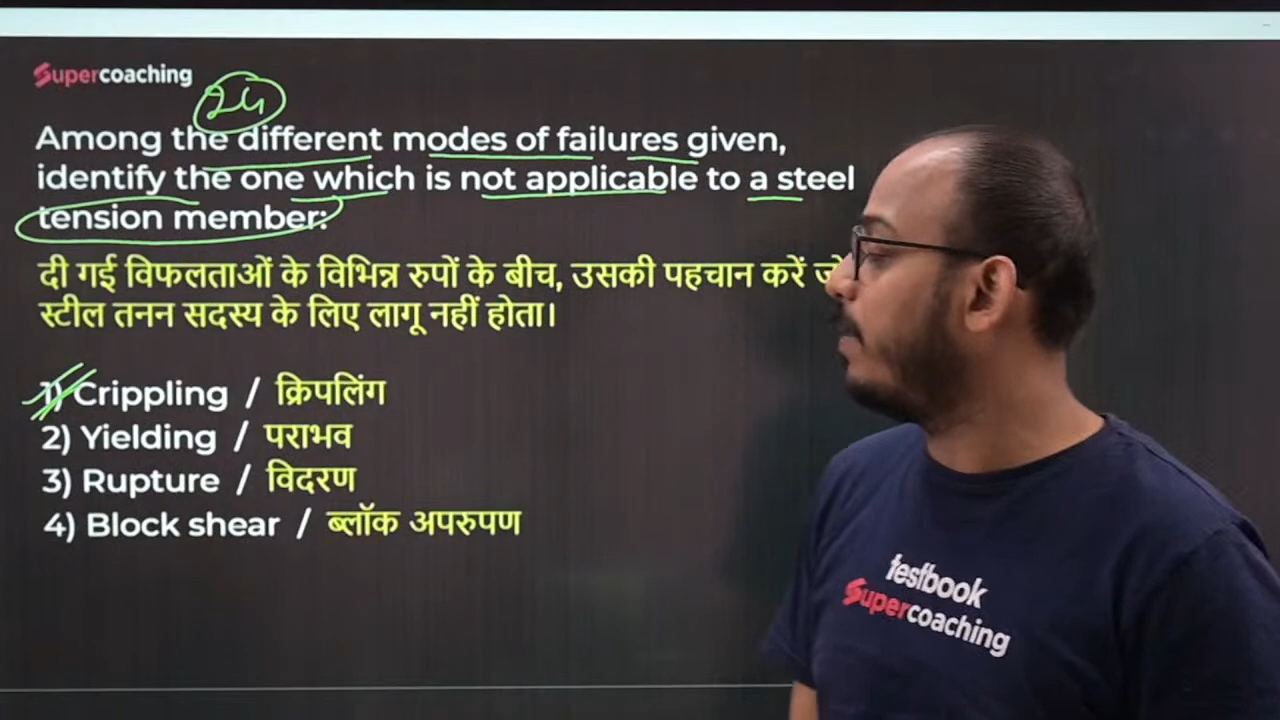 Supercoaching
24
Among the different modes of failures given,
identify the one which is not applicable to a steel
tension member:
दी गई विफलताओं के विभिन्न रुपों के बीच, उसकी पहचान करें जो
स्टील तनन सदस्य के लिए लागू नहीं होता।
1) Crippling / क्रिपलिंग
2) Yielding / पराभव
3) Rupture / विदरण
4) Block shear / ब्लॉक अपरुपण
testbook
Supercoaching